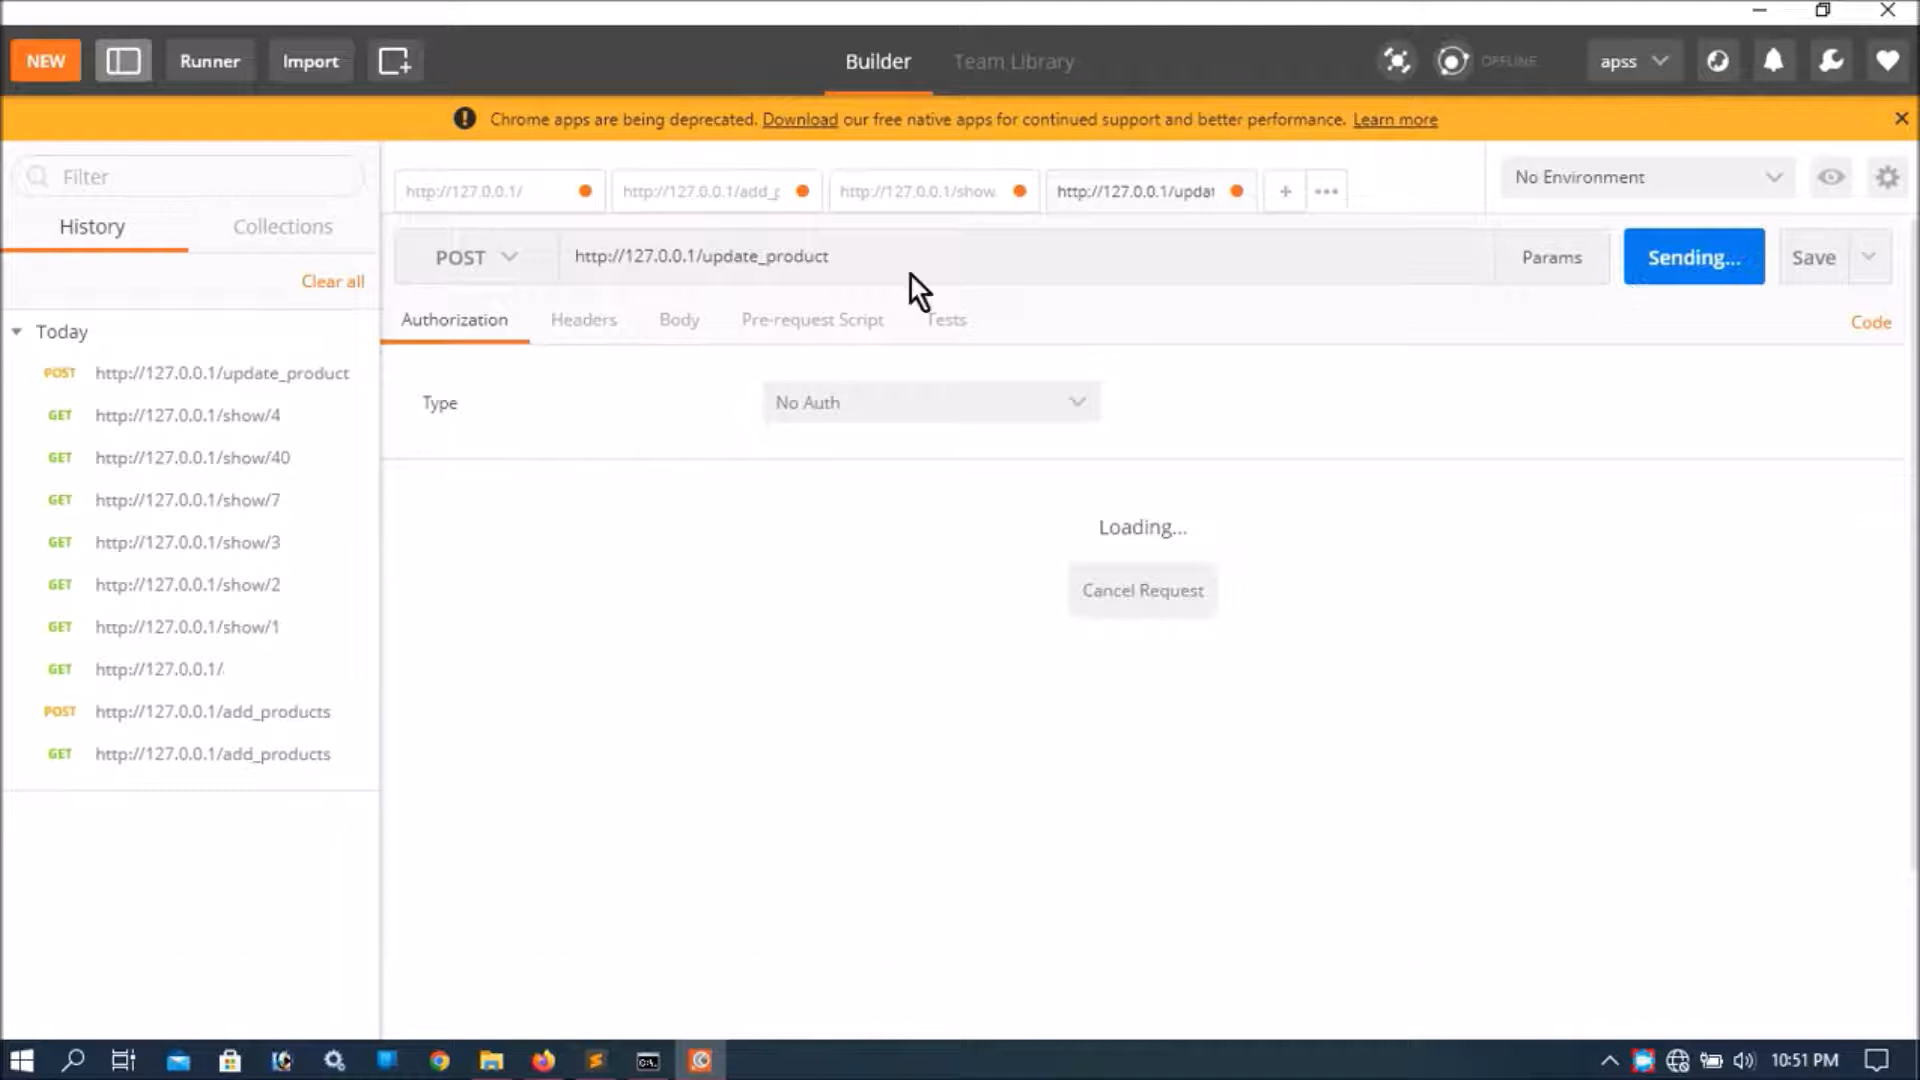 NEW
Runner
Import
Builder
Team Library
OFFLINE
apss
Chrome apps are being deprecated. Download our free native apps for continued support and better performance. Learn more
Filter
History
Collections
Clear all
Today
POST http://127.0.0.1/update_product
GET http://127.0.0.1/show/4
GET http://127.0.0.1/show/40
GET http://127.0.0.1/show/7
GET http://127.0.0.1/show/3
GET http://127.0.0.1/show/2
GET http://127.0.0.1/show/1
GET http://127.0.0.1/
POST http://127.0.0.1/add_products
GET http://127.0.0.1/add_products
http://127.0.0.1/
http://127.0.0.1/add_p
http://127.0.0.1/show.
http://127.0.0.1/updat
No Environment
POST
http://127.0.0.1/update_product
Params
Sending...
Save
Authorization
Headers
Body
Pre-request Script
Tests
Code
Type
No Auth
Loading...
Cancel Request
10:51 PM